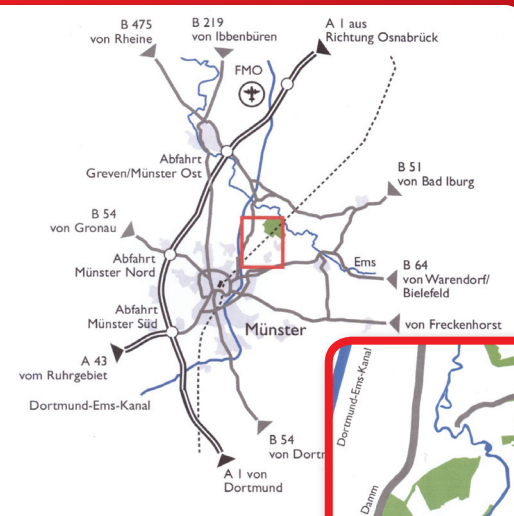 B 475
von Rheine
B 219
von Ibbenbüren
A 1 aus
Richtung Osnabrück
FMO
Abfahrt
Greven/Münster Ost
B 51
von Bad Iburg
B 54
von Gronau
Abfahrt
Münster Nord
Ems
B 64
von Warendorf/
Bielefeld
Abfahrt
Münster Süd
Münster
von Freckenhorst
A 43
vom Ruhrgebiet
Dortmund-Ems-Kanal
B 54
von Dortr
A 1 von
Dortmund
Dortmund-Ems-Kanal
Damm